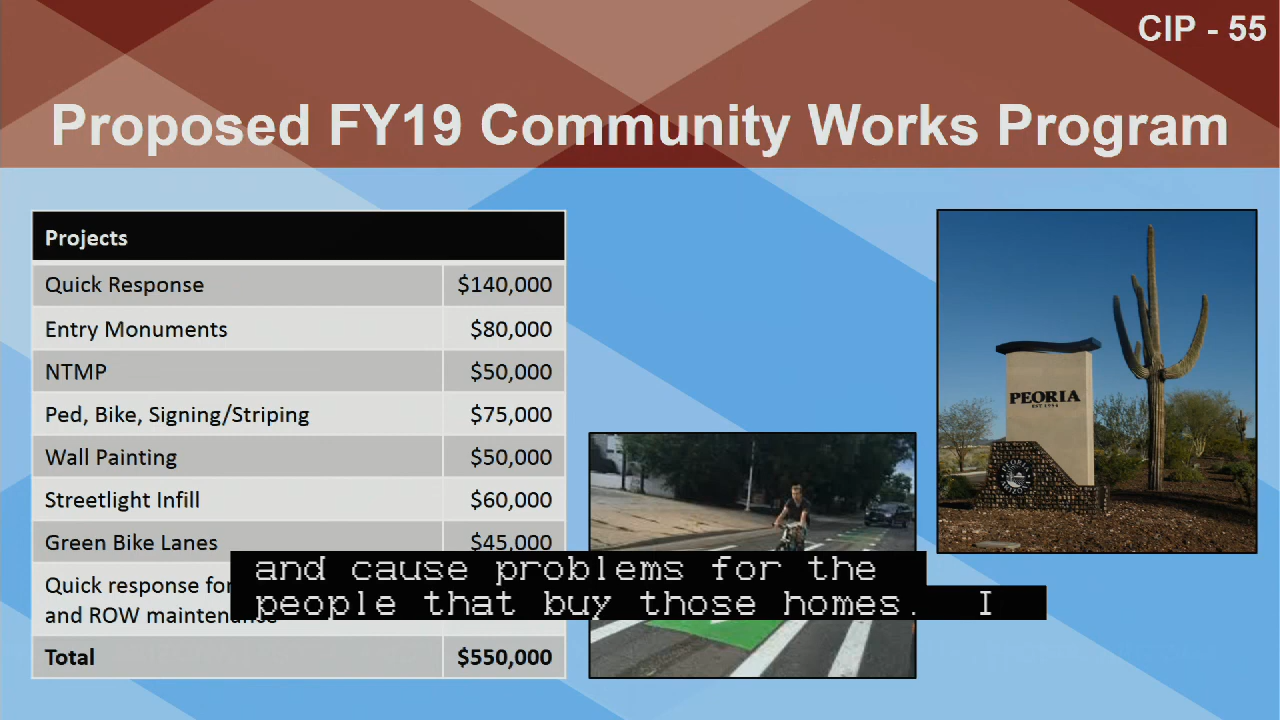 CIP - 55
Proposed FY19 Community Works Program
Projects
Quick Response $140,000
Entry Monuments $80,000
NTMP $50,000
Ped, Bike, Signing/Striping $75,000
Wall Painting $50,000
Streetlight Infill $60,000
Green Bike Lanes $45,000
Quick response for
and ROW maintenance
Total $550,000
PEORIA
and cause problems for the
people that buy those homes. I